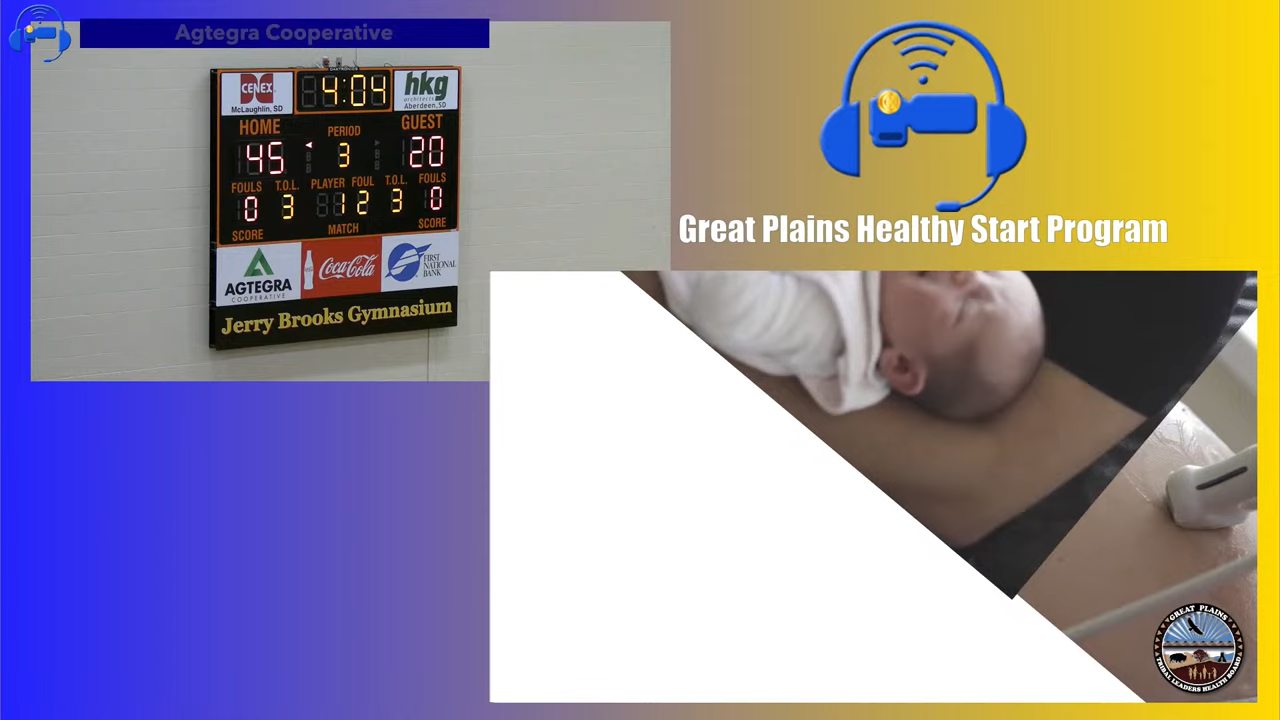 Agtegra Cooperative
CENEX
McLaughlin, SD
4:04
hkg
architects
Aberdeen, SD
HOME
PERIOD
GUEST
45
3
20
FOULS T.O.L. PLAYER FOUL T.O.L. FOULS
0 3 12 3 0
SCORE
MATCH
SCORE
AGTEGRA
COOPERATIVE
Coca-Cola
FIRST
NATIONAL
BANK
Jerry Brooks Gymnasium
Great Plains Healthy Start Program
GREAT PLAINS
TRIBAL LEADERS HEALTH BOARD